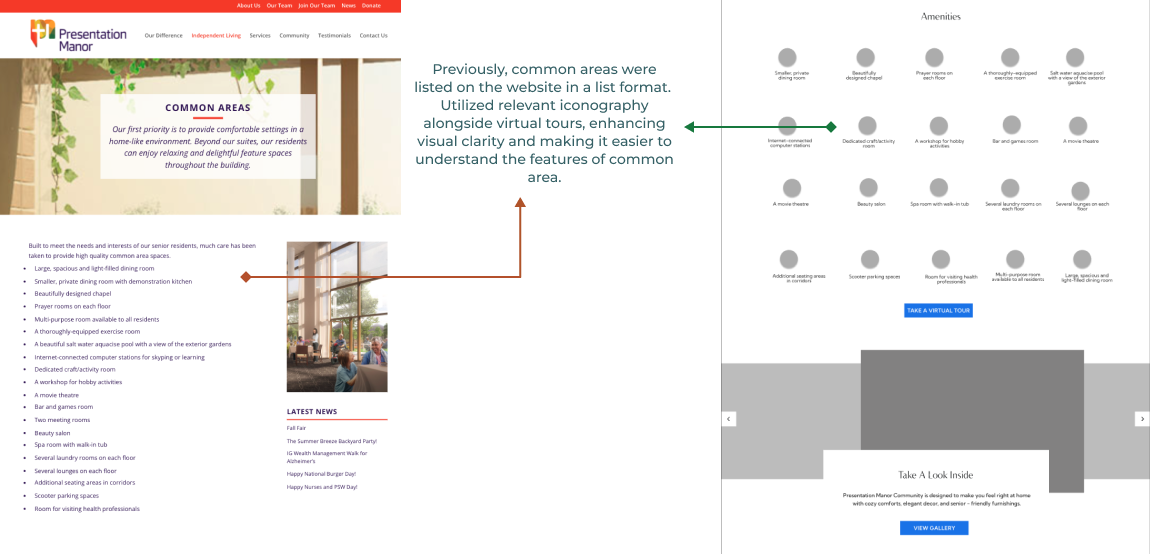 About Us Our Team Join Our Team News Donate
Presentation
Manor
Our Difference Independent Living Services Community Testimonials Contact Us
COMMON AREAS
Our first priority is to provide comfortable settings in a
home-like environment. Beyond our suites, our residents
can enjoy relaxing and delightful feature spaces
throughout the building.
Built to meet the needs and interests of our senior residents, much care has been
taken to provide high quality common area spaces.
• Large, spacious and light-filled dining room
• Smaller, private dining room with demonstration kitchen
• Beautifully designed chapel
• Prayer rooms on each floor
• Multi-purpose room available to all residents
• A thoroughly-equipped exercise room
• A beautiful salt water aquacise pool with a view of the exterior gardens
• Internet-connected computer stations for skyping or learning
• Dedicated craft/activity room
• A workshop for hobby activities
• A movie theatre
• Bar and games room
• Two meeting rooms
• Beauty salon
• Spa room with walk-in tub
• Several laundry rooms on each floor
• Several lounges on each floor
• Additional seating areas in corridors
• Scooter parking spaces
• Room for visiting health professionals
LATEST NEWS
Fall Fair
The Summer Breeze Backyard Party!
IG Wealth Management Walk for
Alzheimer's
Happy National Burger Day!
Happy Nurses and PSW Day!
Previously, common areas were
listed on the website in a list format.
Utilized relevant iconography
alongside virtual tours, enhancing
visual clarity and making it easier to
understand the features of common
area.
Amenities
Smaller, private
dining room
Beautifully
designed chapel
Prayer rooms on
each floor
A thoroughly-equipped
exercise room
Salt water aquacise pool
with a view of the exterior
gardens
Internet-connected
computer stations
Dedicated craft/activity
room
A workshop for hobby
activities
Bar and games room
A movie theatre
A movie theatre
Beauty salon
Spa room with walk-in tub
Several laundry rooms on
each floor
Several lounges on each
floor
Additional seating areas
in corridors
Scooter parking spaces
Room for visiting health
professionals
Multi-purpose room
available to all residents
Large, spacious and
light-filled dining room
TAKE A VIRTUAL TOUR
Take A Look Inside
Presentation Manor Community is designed to make you feel right at home
with cozy comforts, elegant decor, and senior - friendly furnishings.
VIEW GALLERY